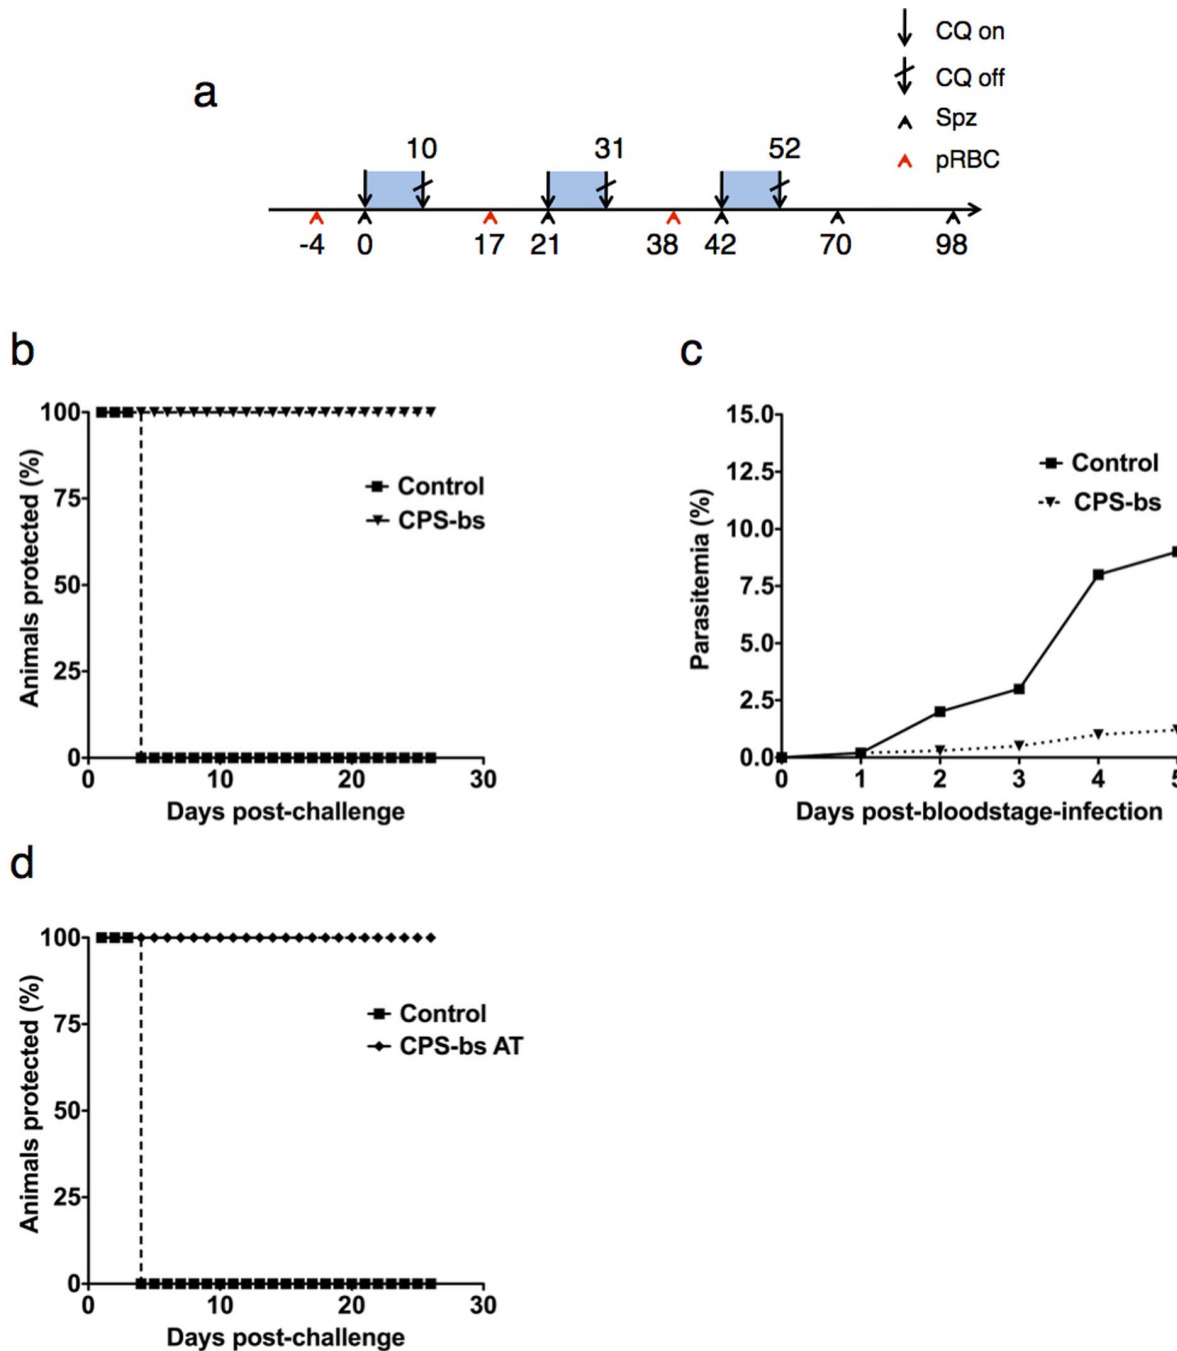 CQ on
CQ off
Spz
pRBC
a
10 31 52
-4 0 17 21 38 42 70 98
b
Animals protected (%)
100
75
50
25
0
Control
CPS-bs
0 10 20 30
Days post-challenge
c
Parasitemia (%)
15.0
12.5
10.0
7.5
5.0
2.5
0.0
Control
CPS-bs
0 1 2 3 4 5
Days post-bloodstage-infection
d
Animals protected (%)
100
75
50
25
0
Control
CPS-bs AT
0 10 20 30
Days post-challenge